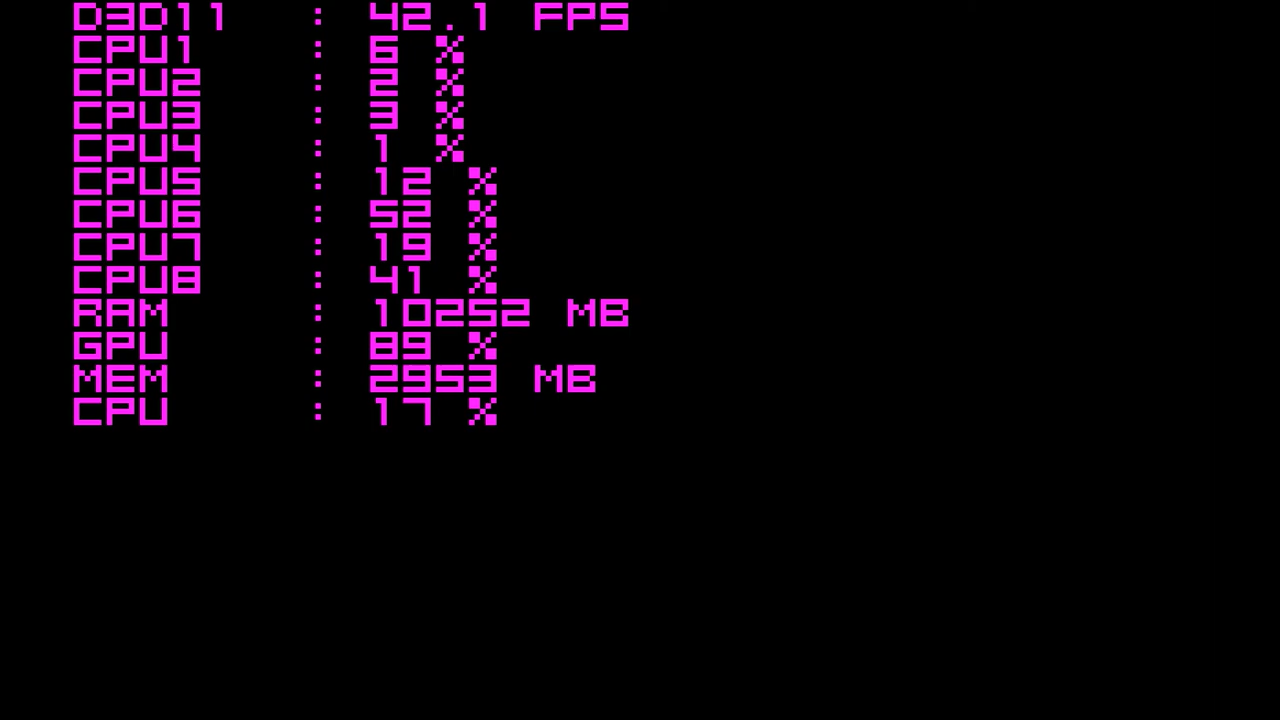 D3D11 : 42.1 FPS
CPU1 : 6 %
CPU2 : 2 %
CPU3 : 3 %
CPU4 : 1 %
CPU5 : 12 %
CPU6 : 52 %
CPU7 : 19 %
CPU8 : 41 %
RAM : 10252 MB
GPU : 89 %
MEM : 2953 MB
CPU : 17 %